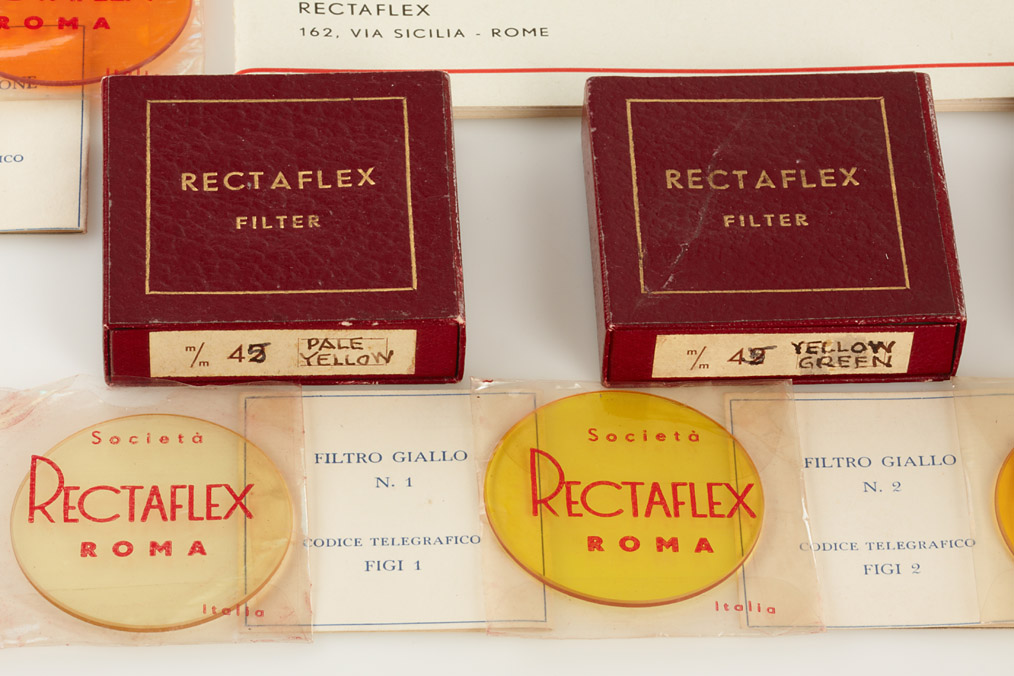 ROMA
RECTAFLEX
162, VIA SICILIA - ROME
ONE
ICO
RECTAFLEX
FILTER
m/m 45 PALE
YELLOW
RECTAFLEX
FILTER
m/m 45 YELLOW
GREEN
Società
RECTAFLEX
ROMA
Italia
FILTRO GIALLO
N. 1
CODICE TELEGRAFICO
FIGI 1
Società
RECTAFLEX
ROMA
Italia
FILTRO GIALLO
N. 2
CODICE TELEGRAFICO
FIGI 2